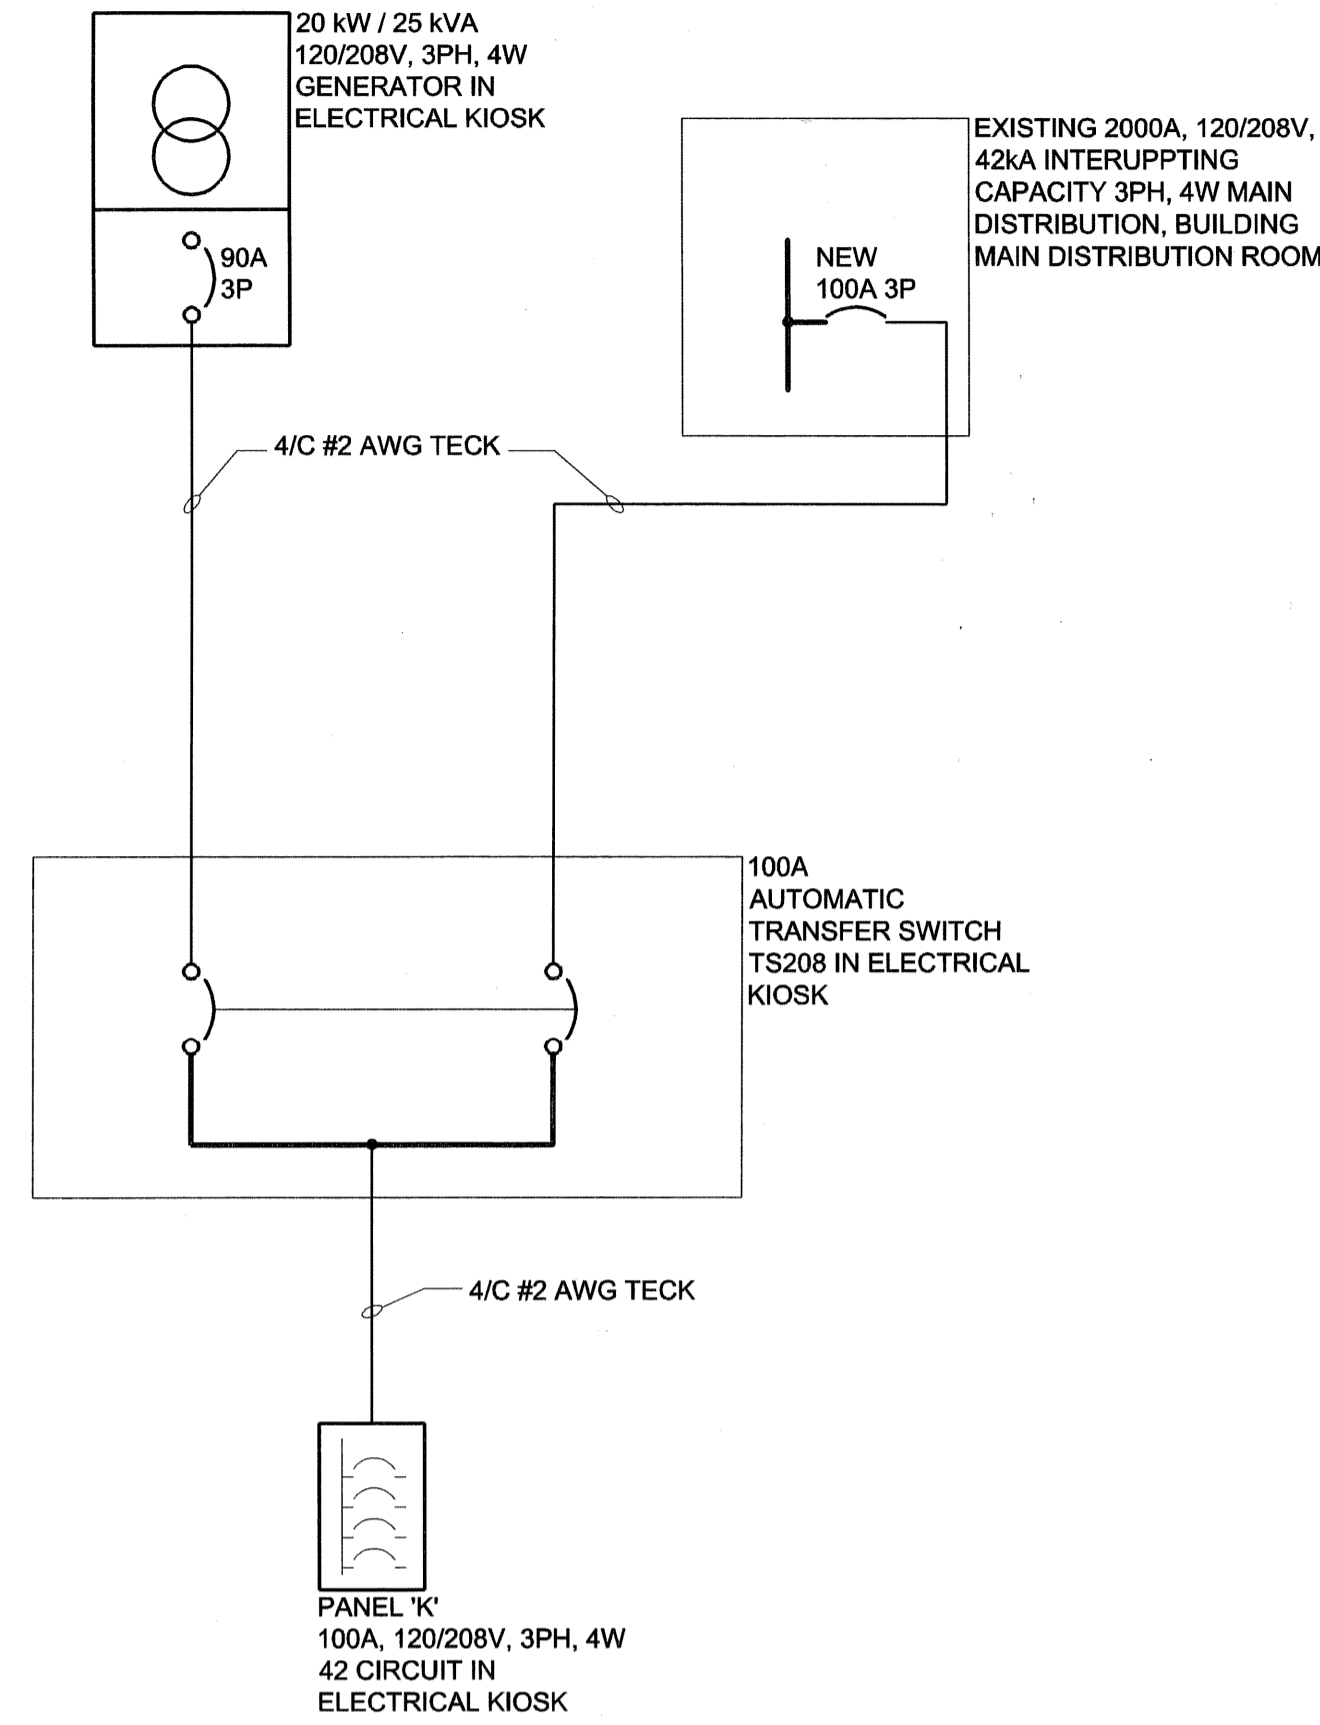 20 kW / 25 kVA
120/208V, 3PH, 4W
GENERATOR IN
ELECTRICAL KIOSK
90A
3P
EXISTING 2000A, 120/208V,
42kA INTERUPPTING
CAPACITY 3PH, 4W MAIN
DISTRIBUTION, BUILDING
MAIN DISTRIBUTION ROOM
NEW
100A 3P
4/C #2 AWG TECK
100A
AUTOMATIC
TRANSFER SWITCH
TS208 IN ELECTRICAL
KIOSK
4/C #2 AWG TECK
PANEL 'K'
100A, 120/208V, 3PH, 4W
42 CIRCUIT IN
ELECTRICAL KIOSK